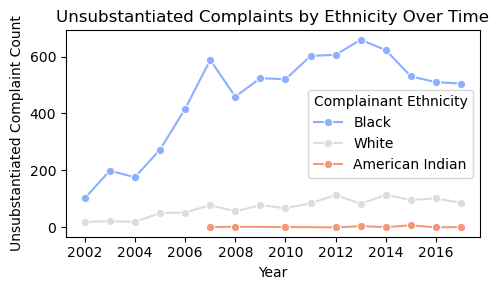 Unsubstantiated Complaints by Ethnicity Over Time
Unsubstantiated Complaint Count
600
400
200
0
Complainant Ethnicity
Black
White
American Indian
2002 2004 2006 2008 2010 2012 2014 2016
Year